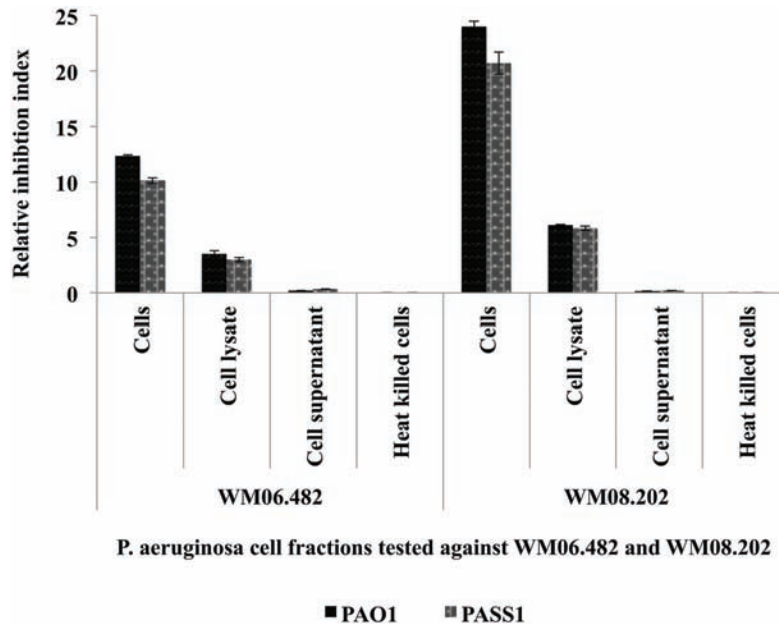 Relative inhibtion index
25
20
15
10
5
0
Cells
Cell lysate
Cell supernatant
Heat killed cells
Cells
Cell lysate
Cell supernatant
Heat killed cells
WM06.482
WM08.202
P. aeruginosa cell fractions tested against WM06.482 and WM08.202
PAO1
PASS1